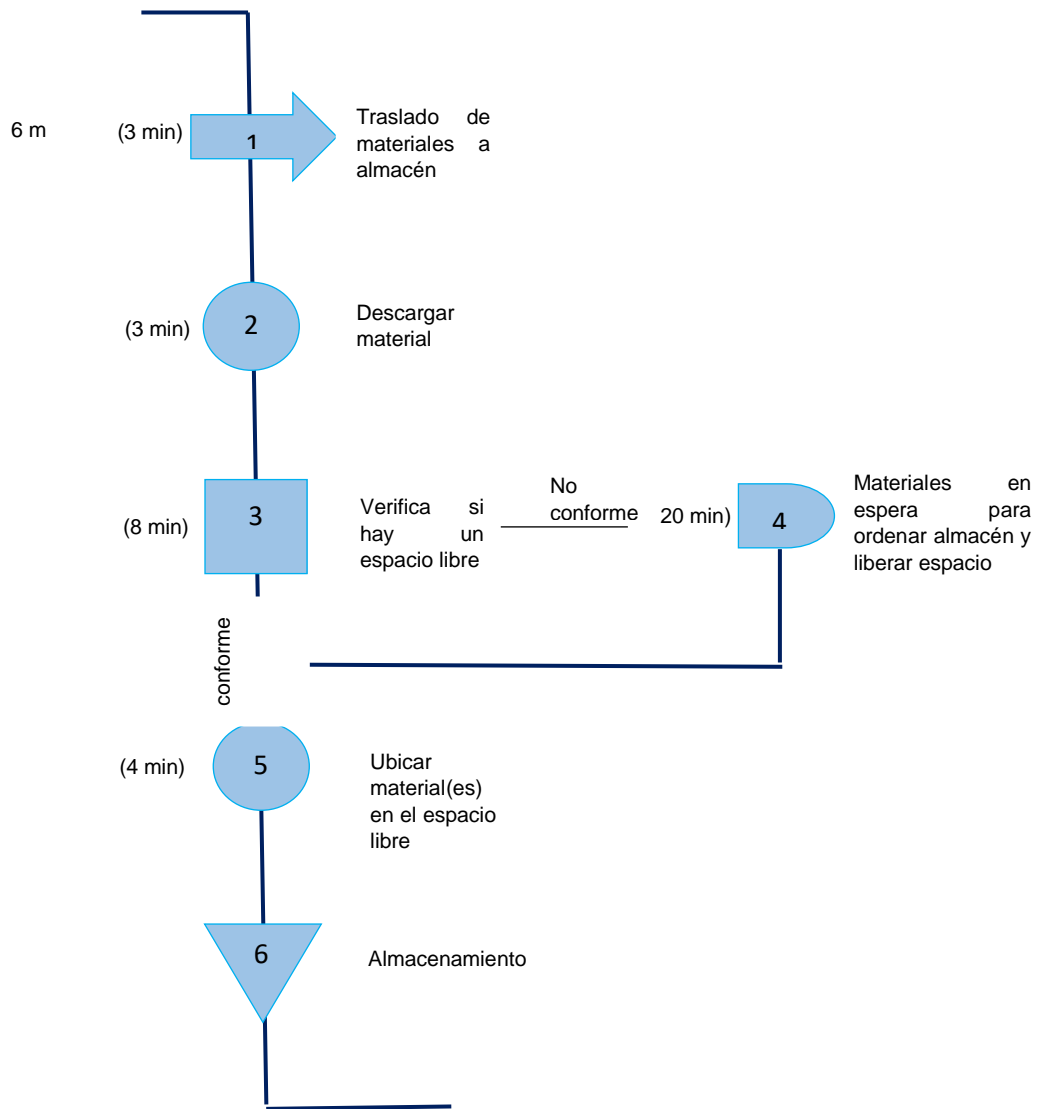 6 m
(3 min)
1
Traslado de
materiales a
almacén
(3 min)
2
Descargar
material
(8 min)
3
Verifica si
hay un
espacio libre
No
conforme
20 min)
4
Materiales en
espera para
ordenar almacén y
liberar espacio
conforme
(4 min)
5
Ubicar
material(es)
en el espacio
libre
6
Almacenamiento